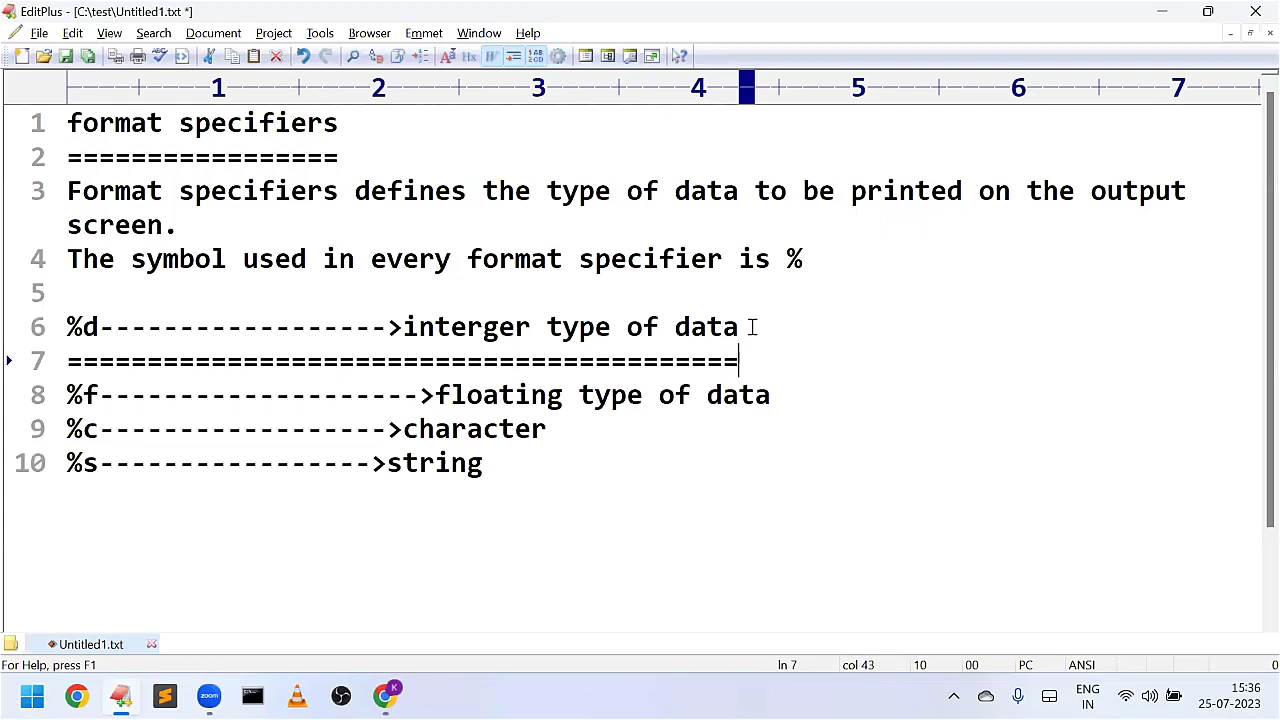 EditPlus - [C:\test\Untitled1.txt *]
File Edit View Search Document Project Tools Browser Emmet Window Help
1 2 3 4 5 6 7
1 format specifiers
2 =================
3 Format specifiers defines the type of data to be printed on the output
screen.
4 The symbol used in every format specifier is %
5
6 %d------------------>interger type of data
7 ==========================================
8 %f-------------------->floating type of data
9 %c------------------>character
10 %s----------------->string
Untitled1.txt
For Help, press F1 ln 7 col 43 10 00 PC ANSI 0
zoom K ENG 15:36
IN 25-07-2023